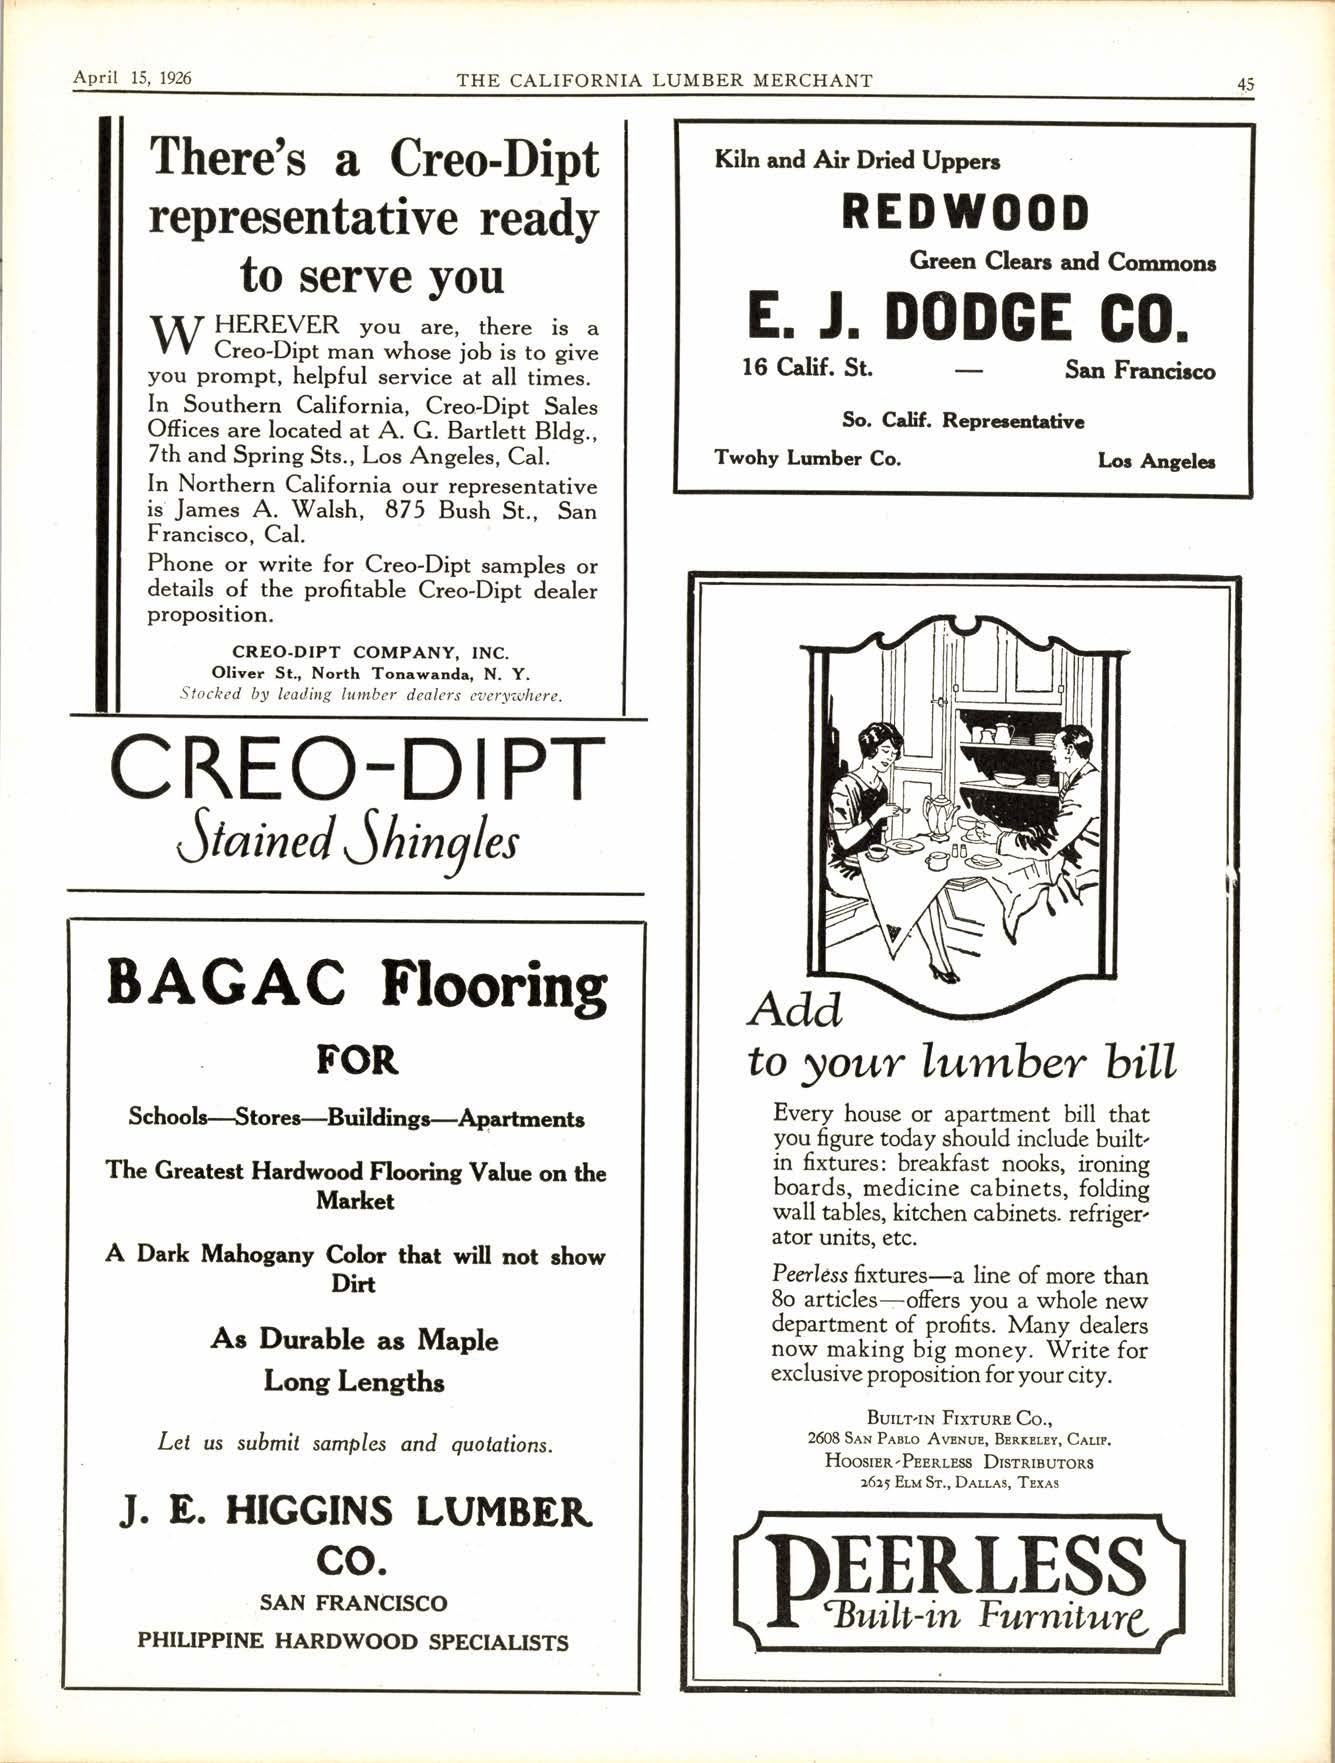 April 15, 1926
THE CALIFORNIA LUMBER MERCHANT
45
There's a Creo-Dipt
representative ready
to serve you
WHEREVER you are, there is a
Creo-Dipt man whose job is to give
you prompt, helpful service at all times.
In Southern California, Creo-Dipt Sales
Offices are located at A. G. Bartlett Bldg.,
7th and Spring Sts., Los Angeles, Cal.
In Northern California our representative
is James A. Walsh, 875 Bush St., San
Francisco, Cal.
Phone or write for Creo-Dipt samples or
details of the profitable Creo-Dipt dealer
proposition.
CREO-DIPT COMPANY, INC.
Oliver St., North Tonawanda, N. Y.
Stocked by leading lumber dealers everywhere.
CREO-DIPT
Stained Shingles
BAGAC Flooring
FOR
Schools—Stores—Buildings—Apartments
The Greatest Hardwood Flooring Value on the
Market
A Dark Mahogany Color that will not show
Dirt
As Durable as Maple
Long Lengths
Let us submit samples and quotations.
J. E. HIGGINS LUMBER
CO.
SAN FRANCISCO
PHILIPPINE HARDWOOD SPECIALISTS
Kiln and Air Dried Uppers
REDWOOD
Green Clears and Commons
E. J. DODGE CO.
16 Calif. St. — San Francisco
So. Calif. Representative
Twohy Lumber Co. Los Angeles
Add
to your lumber bill
Every house or apartment bill that
you figure today should include built-
in fixtures: breakfast nooks, ironing
boards, medicine cabinets, folding
wall tables, kitchen cabinets. refriger-
ator units, etc.
Peerless fixtures—a line of more than
80 articles—offers you a whole new
department of profits. Many dealers
now making big money. Write for
exclusive proposition for your city.
BUILT-IN FIXTURE CO.,
2608 SAN PABLO AVENUE, BERKELEY, CALIF.
HOOSIER-PEERLESS DISTRIBUTORS
2625 ELM ST., DALLAS, TEXAS
PEERLESS
Built-in Furniture